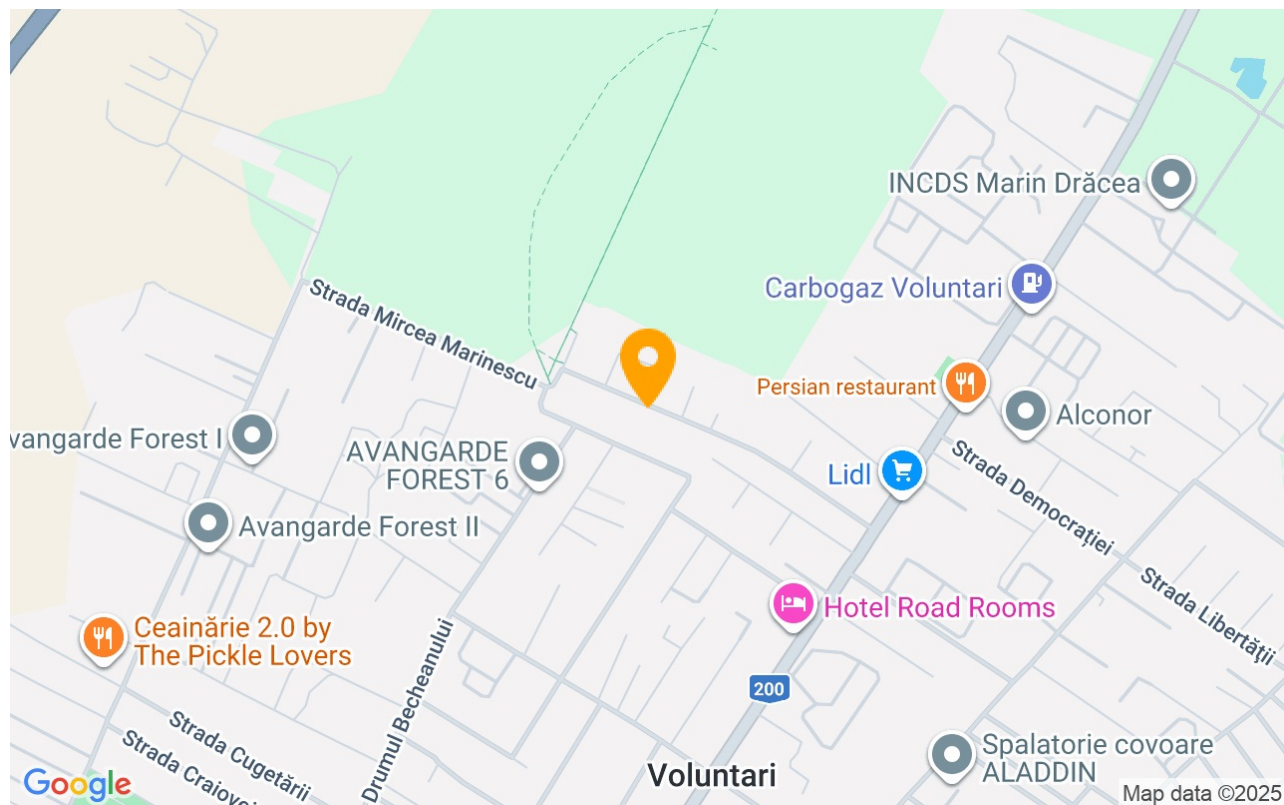 INCDS Marin Drăcea
Carbogaz Voluntari
Strada Mircea Marinescu
Persian restaurant
Alconor
vangarde Forest I
AVANGARDE
FOREST 6
Lidl
Strada Democrației
Avangarde Forest II
Strada Libertății
Hotel Road Rooms
Ceainărie 2.0 by
The Pickle Lovers
Drumul Becheanului
200
Strada Cugetării
Strada Craiove
Spalatorie covoare
ALADDIN
Voluntari
Google
Map data ©2025